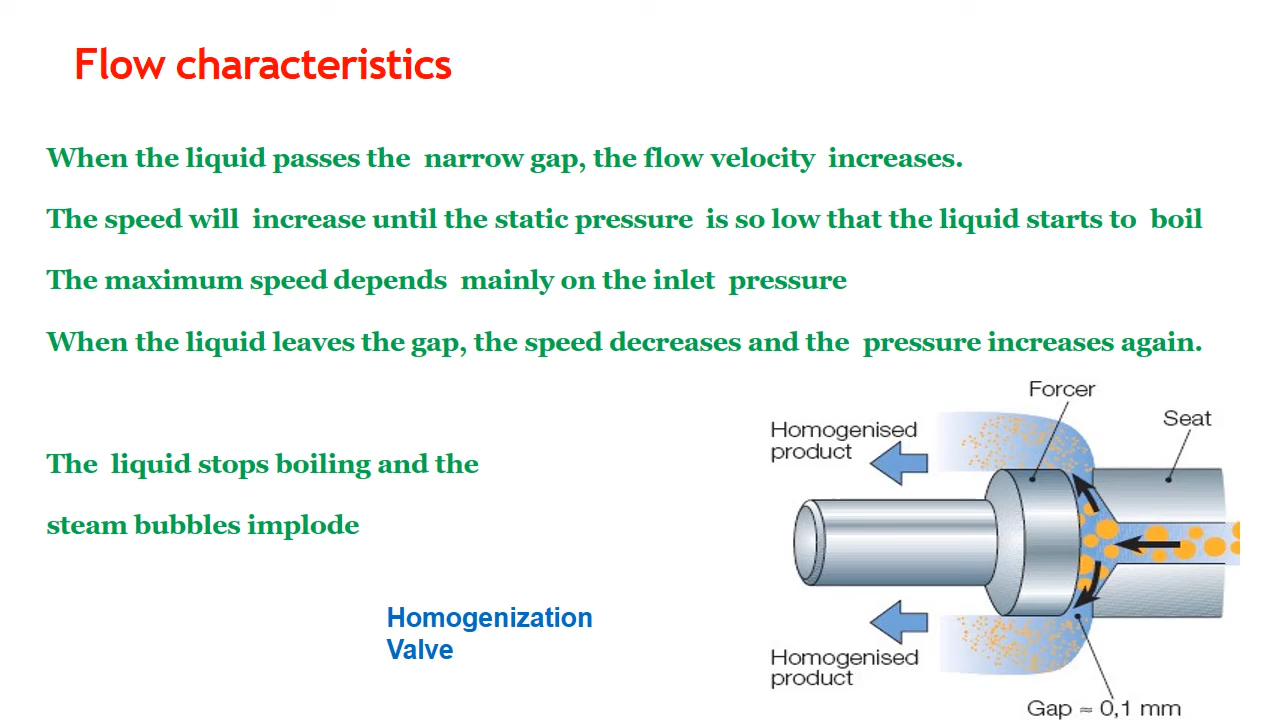 Flow characteristics
When the liquid passes the narrow gap, the flow velocity increases.
The speed will increase until the static pressure is so low that the liquid starts to boil
The maximum speed depends mainly on the inlet pressure
When the liquid leaves the gap, the speed decreases and the pressure increases again.
The liquid stops boiling and the
steam bubbles implode
Homogenization
Valve
Forcer
Seat
Homogenised
product
Homogenised
product
Gap ≈ 0,1 mm